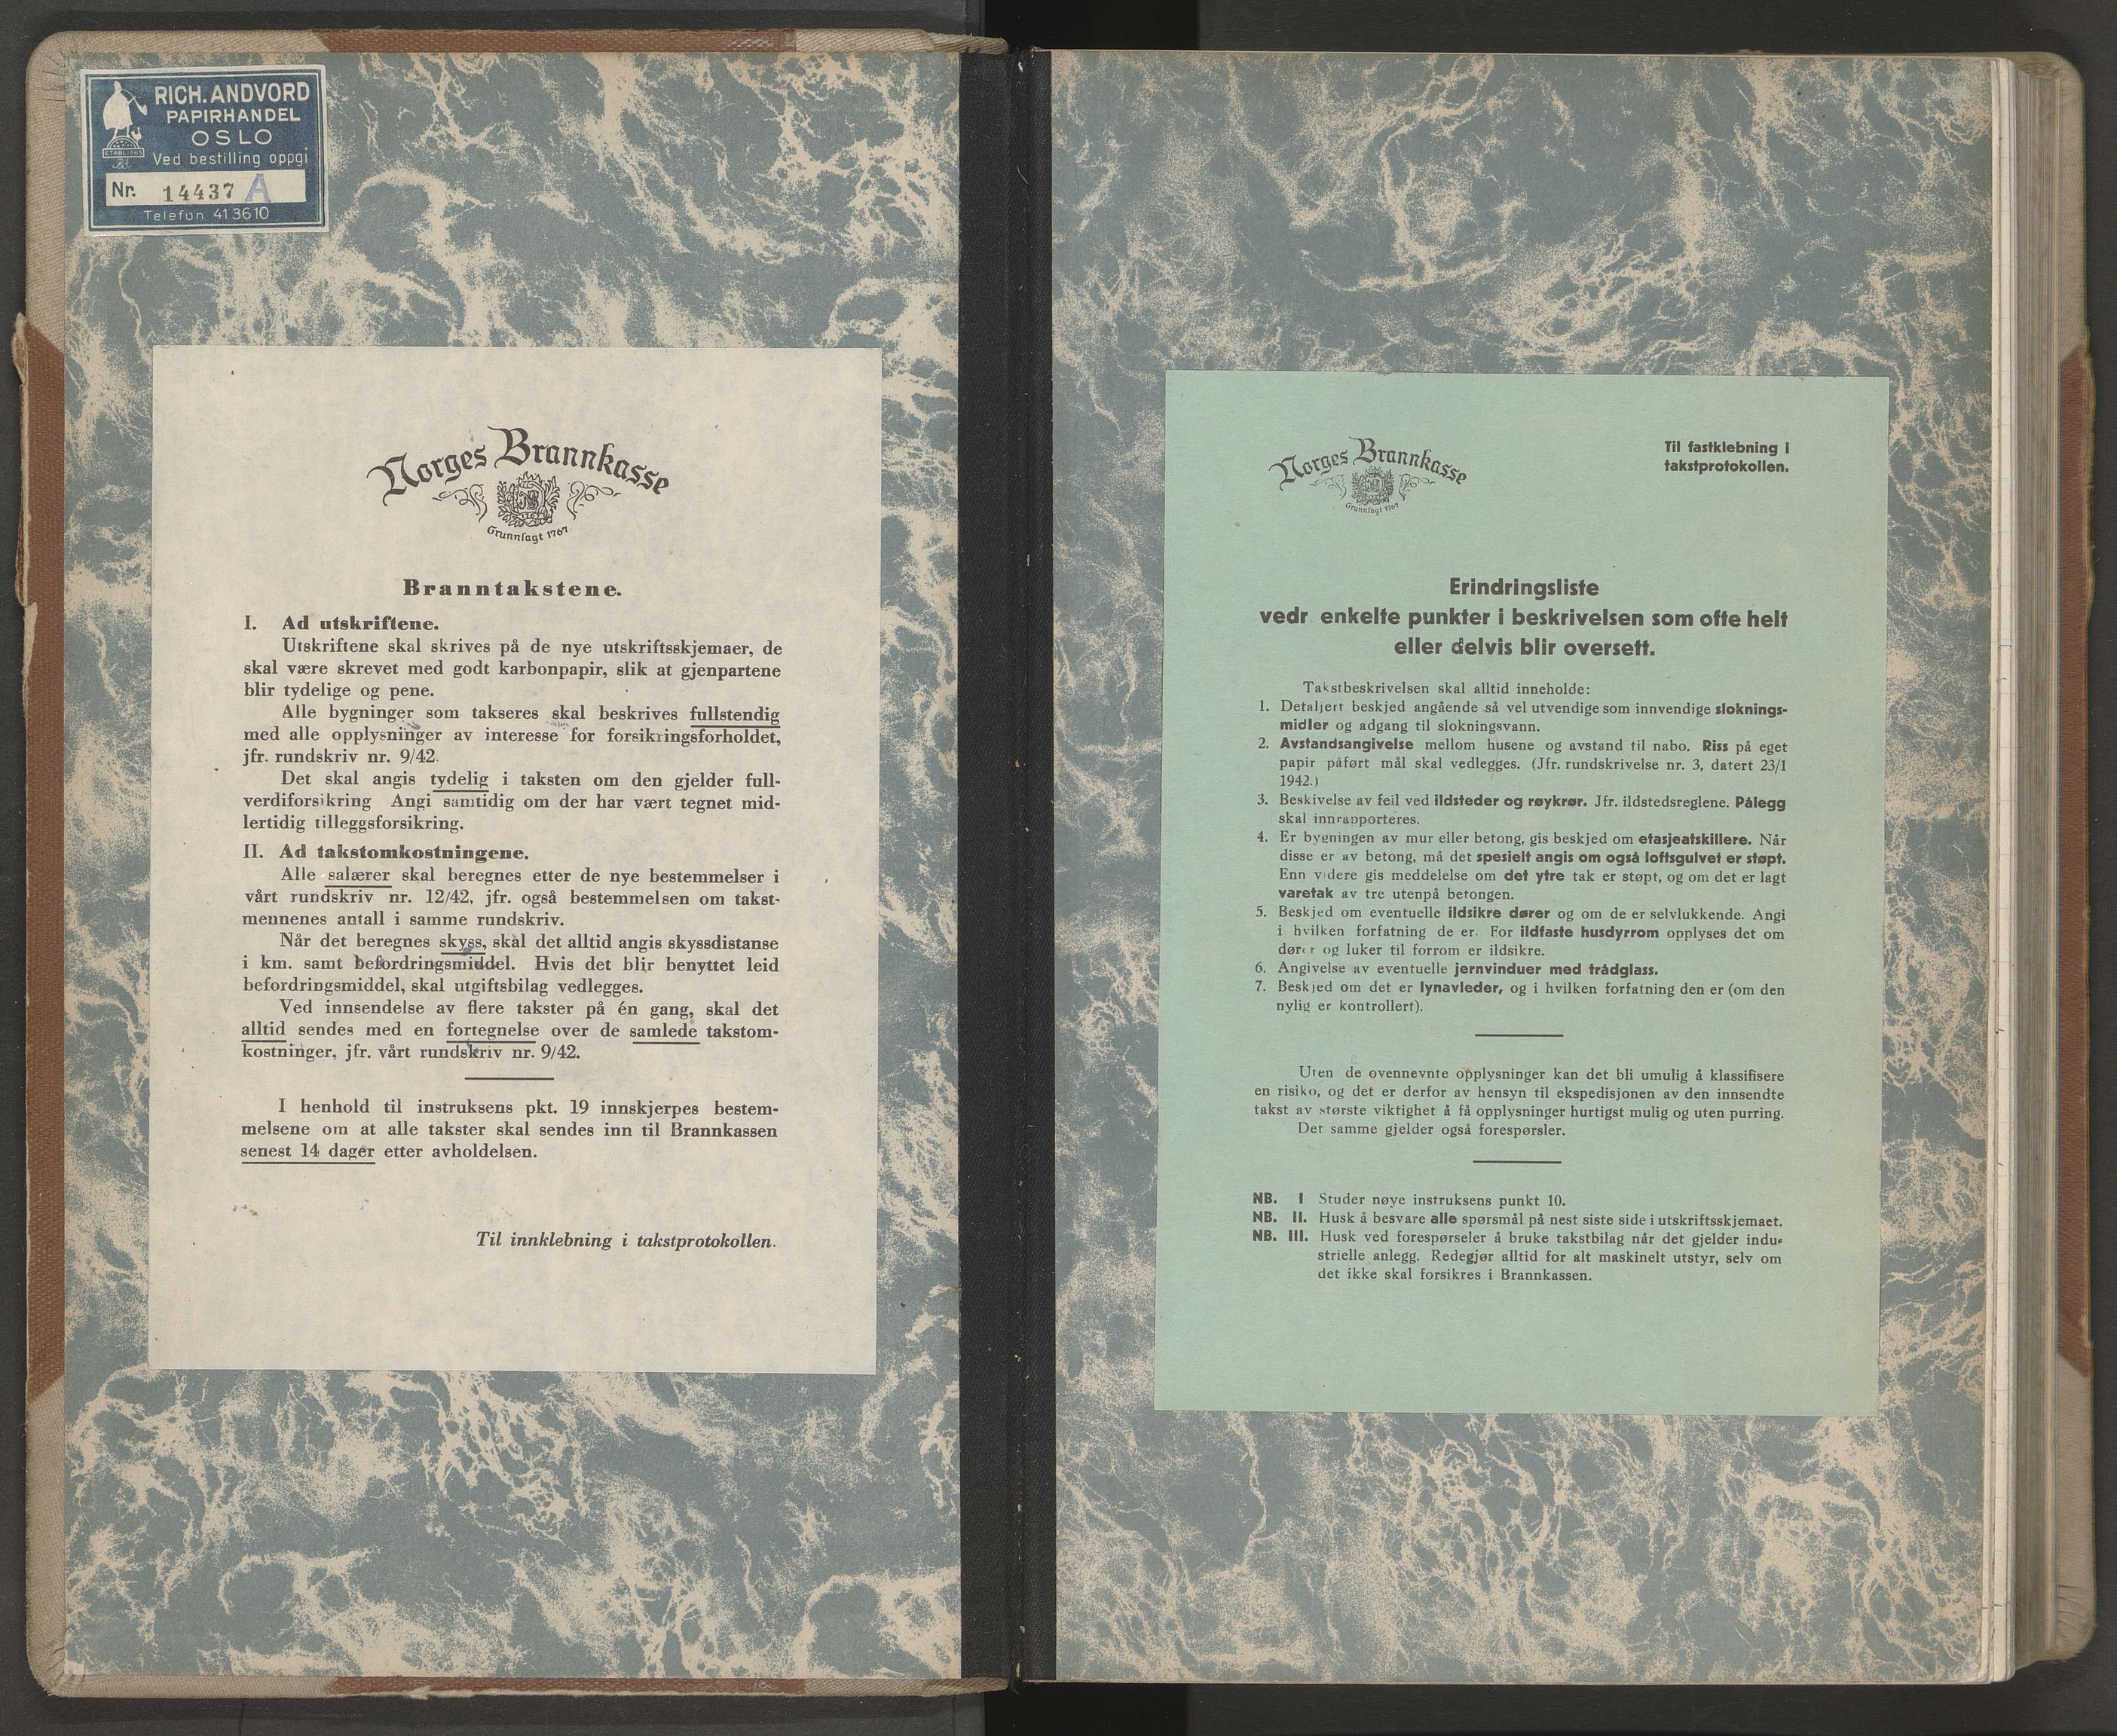 RICH. ANDVORD
PAPIRHANDEL
OSLO
ETABL. 1865
Ved bestilling oppgi
Nr. 14437 A
Telefon 413610
Norges Brannkasse
Grunnlagt 1767
Branntakstene.
I. Ad utskriftene.
Utskriftene skal skrives på de nye utskriftsskjemaer, de
skal være skrevet med godt karbonpapir, slik at gjenpartene
blir tydelige og pene.
Alle bygninger som takseres skal beskrives fullstendig
med alle opplysninger av interesse for forsikringsforholdet,
jfr. rundskriv nr. 9/42.
Det skal angis tydelig i taksten om den gjelder full-
verdiforsikring Angi samtidig om der har vært tegnet mid-
lertidig tilleggsforsikring.
II. Ad takstomkostningene.
Alle salærer skal beregnes etter de nye bestemmelser i
vårt rundskriv nr. 12/42, jfr. også bestemmelsen om takst-
mennenes antall i samme rundskriv.
Når det beregnes skyss, skal det alltid angis skyssdistanse
i km. samt befordringsmiddel. Hvis det blir benyttet leid
befordringsmiddel, skal utgiftsbilag vedlegges.
Ved innsendelse av flere takster på én gang, skal det
alltid sendes med en fortegnelse over de samlede takstom-
kostninger, jfr. vårt rundskriv nr. 9/42.
I henhold til instruksens pkt. 19 innskjerpes bestem-
melsene om at alle takster skal sendes inn til Brannkassen
senest 14 dager etter avholdelsen.
Til innklebning i takstprotokollen.
Norges Brannkasse
Grunnlagt 1767
Til fastklebning i
takstprotokollen.
Erindringsliste
vedr enkelte punkter i beskrivelsen som ofte helt
eller delvis blir oversett.
Takstbeskrivelsen skal alltid inneholde:
1. Detaljert beskjed angående så vel utvendige som innvendige sloknings-
midler og adgang til slokningsvann.
2. Avstandsangivelse mellom husene og avstand til nabo. Riss på eget
papir påført mål skal vedlegges. (Jfr. rundskrivelse nr. 3, datert 23/1
1942.)
3. Beskivelse av feil ved ildsteder og røykrør. Jfr. ildstedsreglene. Pålegg
skal innrapporteres.
4. Er bygningen av mur eller betong, gis beskjed om etasjeatskillere. Når
disse er av betong, må det spesielt angis om også loftsgulvet er støpt.
Enn videre gis meddelelse om det ytre tak er støpt, og om det er lagt
varetak av tre utenpå betongen.
5. Beskjed om eventuelle ildsikre dører og om de er selvlukkende. Angi
i hvilken forfatning de er. For ildfaste husdyrrom opplyses det om
dører og luker til forrom er ildsikre.
6. Angivelse av eventuelle jernvinduer med trådglass.
7. Beskjed om det er lynavleder, og i hvilken forfatning den er (om den
nylig er kontrollert).
Uten de ovennevnte opplysninger kan det bli umulig å klassifisere
en risiko, og det er derfor av hensyn til ekspedisjonen av den innsendte
takst av største viktighet å få opplysninger hurtigst mulig og uten purring.
Det samme gjelder også forespørsler.
NB. I Studer nøye instruksens punkt 10.
NB. II. Husk å besvare alle spørsmål på nest siste side i utskriftsskjemaet.
NB. III. Husk ved forespørseler å bruke takstbilag når det gjelder indu-
strielle anlegg. Redegjør alltid for alt maskinelt utstyr, selv om
det ikke skal forsikres i Brannkassen.